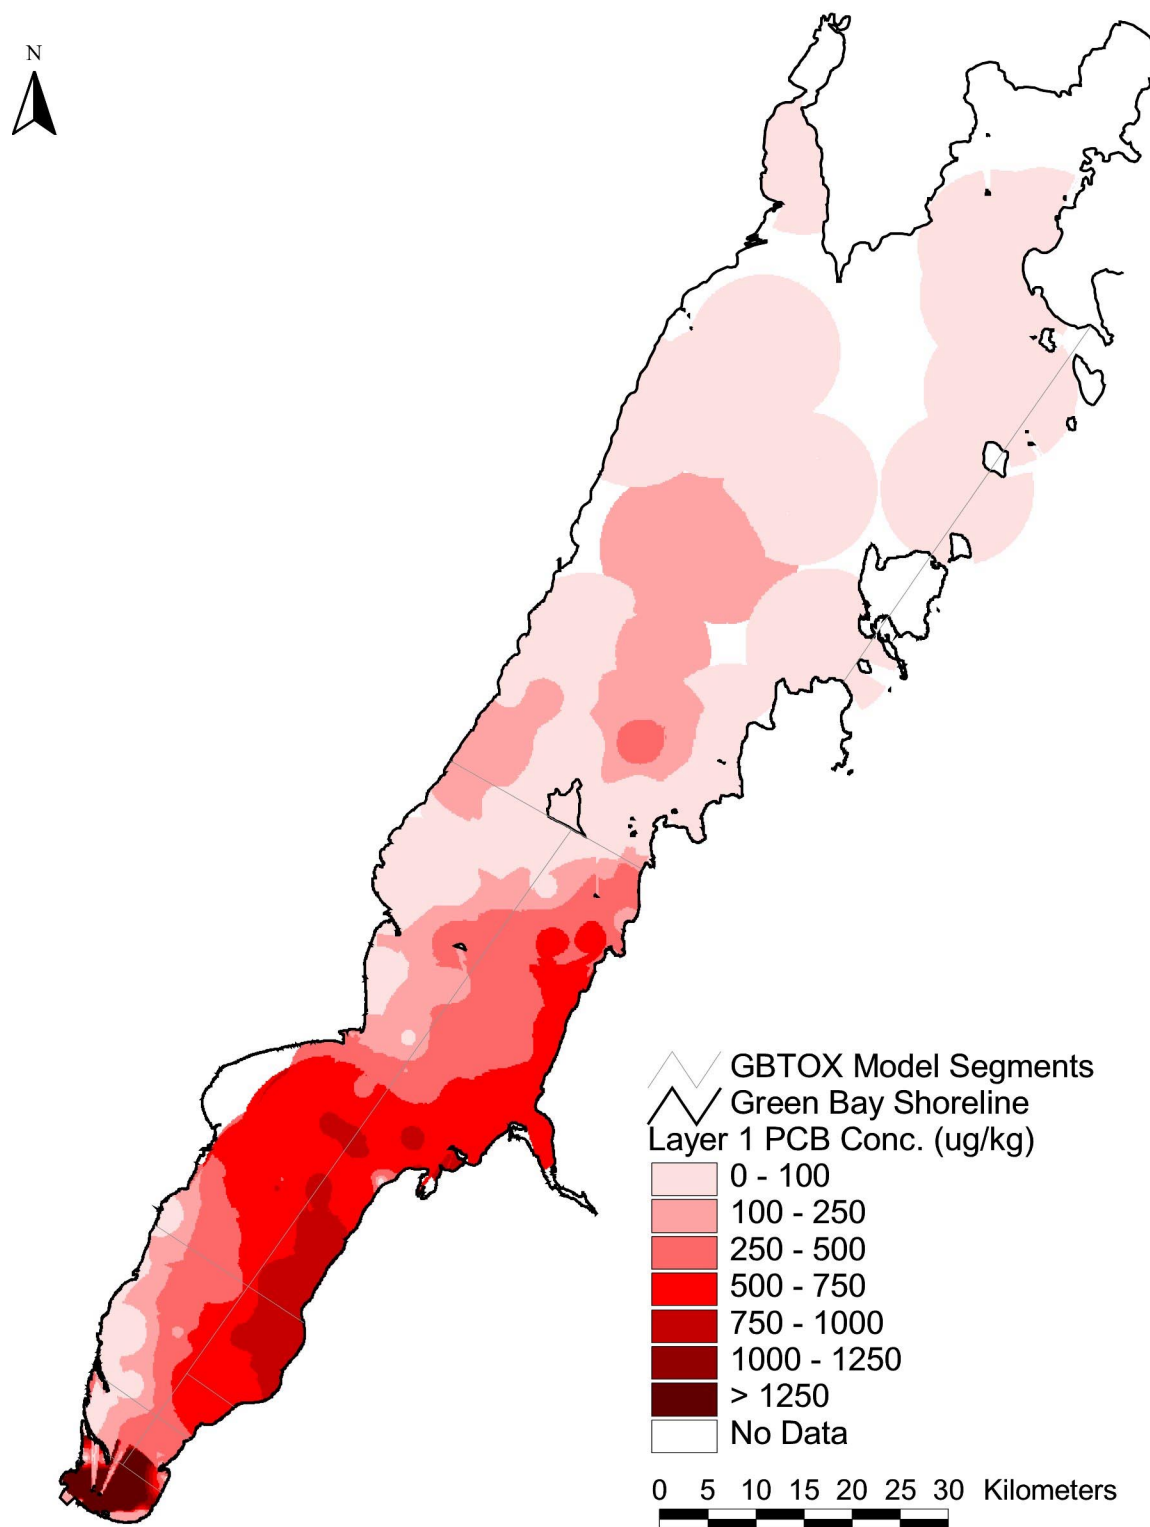 N
GBTOX Model Segments
Green Bay Shoreline
Layer 1 PCB Conc. (ug/kg)
0 - 100
100 - 250
250 - 500
500 - 750
750 - 1000
1000 - 1250
> 1250
No Data
0 5 10 15 20 25 30 Kilometers